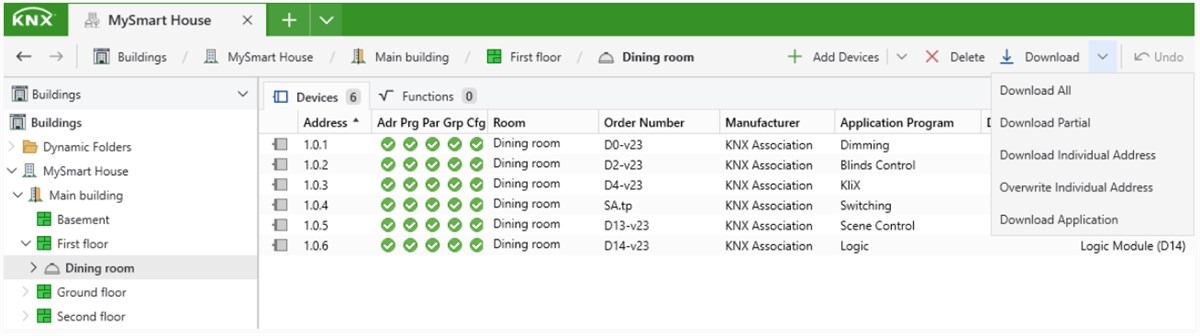 KNX MySmart House
Buildings / MySmart House / Main building / First floor / Dining room Add Devices Delete Download Undo
Buildings
Buildings
Dynamic Folders
MySmart House
Main building
Basement
First floor
Dining room
Ground floor
Second floor
Devices 6 Functions 0
Address Adr Prg Par Grp Cfg Room Order Number Manufacturer Application Program D
1.0.1 Dining room D0-v23 KNX Association Dimming
1.0.2 Dining room D2-v23 KNX Association Blinds Control
1.0.3 Dining room D4-v23 KNX Association KliX
1.0.4 Dining room SA.tp KNX Association Switching
1.0.5 Dining room D13-v23 KNX Association Scene Control
1.0.6 Dining room D14-v23 KNX Association Logic Logic Module (D14)
Download All
Download Partial
Download Individual Address
Overwrite Individual Address
Download Application